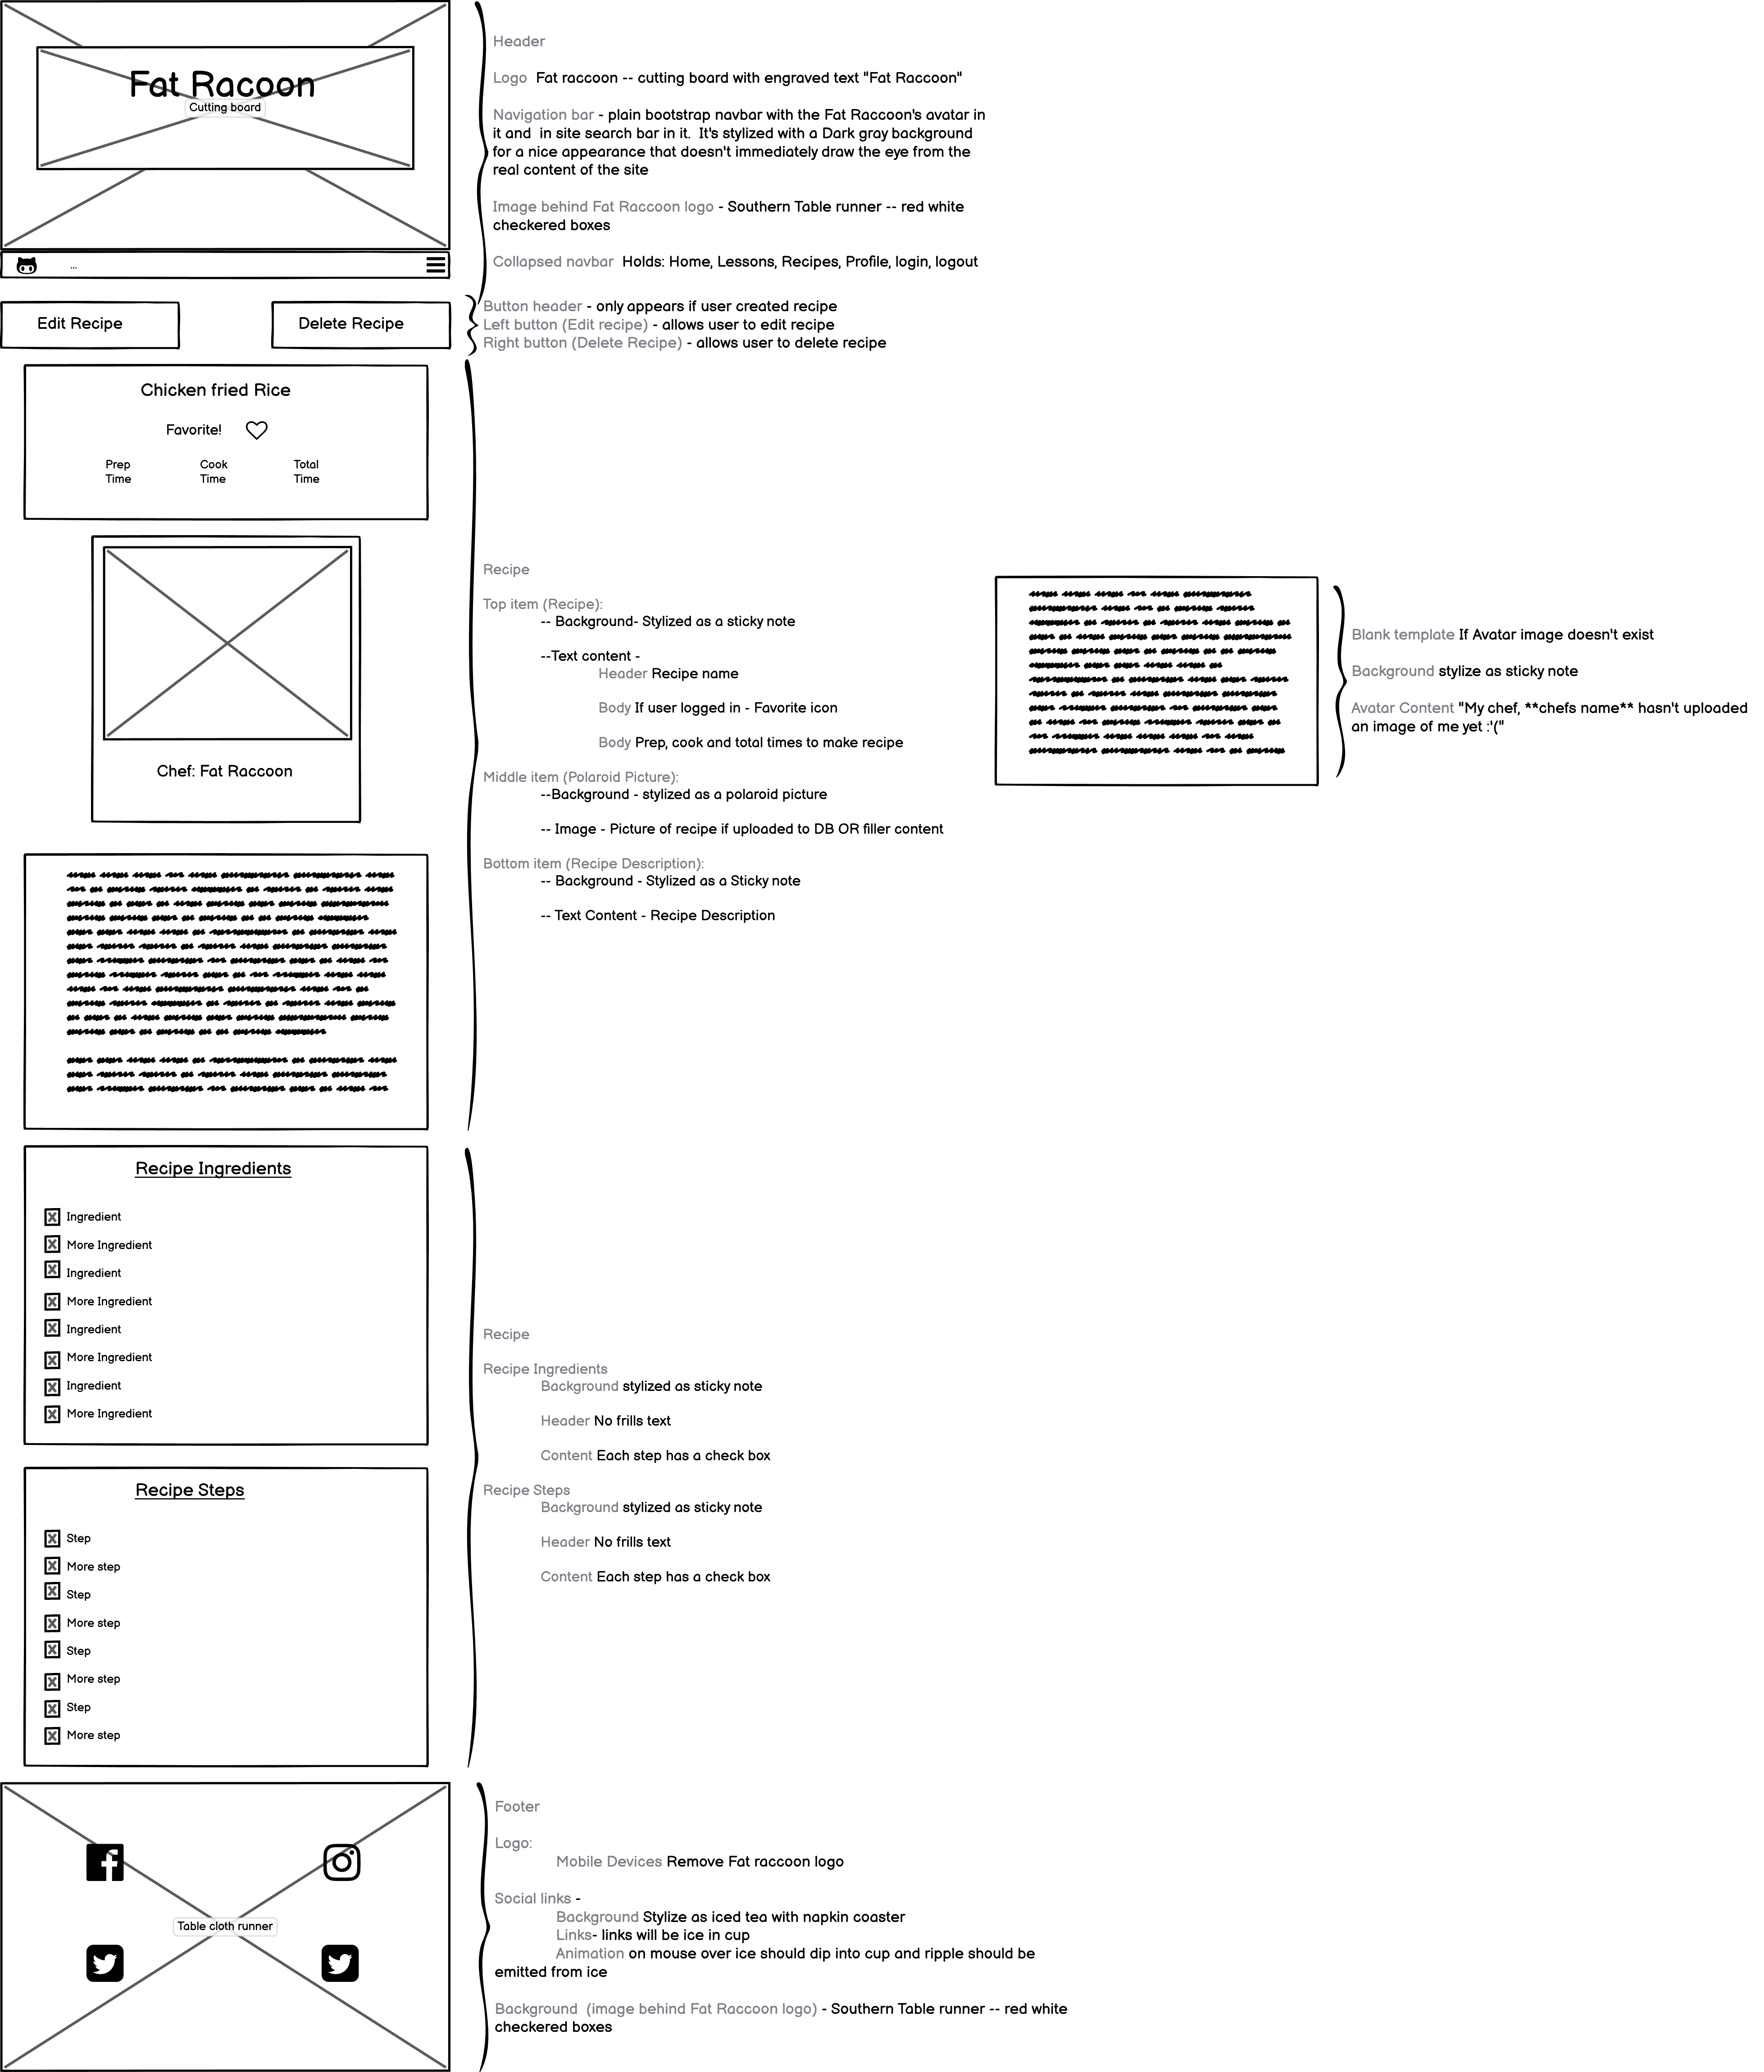 Fat Racoon
Cutting board
...
Header
Logo  Fat raccoon -- cutting board with engraved text "Fat Raccoon"
Navigation bar - plain bootstrap navbar with the Fat Raccoon's avatar in
it and  in site search bar in it.  It's stylized with a Dark gray background
for a nice appearance that doesn't immediately draw the eye from the
real content of the site
Image behind Fat Raccoon logo - Southern Table runner -- red white
checkered boxes
Collapsed navbar  Holds: Home, Lessons, Recipes, Profile, login, logout
Edit Recipe
Delete Recipe
Button header - only appears if user created recipe
Left button (Edit recipe) - allows user to edit recipe
Right button (Delete Recipe) - allows user to delete recipe
Chicken fried Rice
Favorite!
Prep
Time
Cook
Time
Total
Time
Chef: Fat Raccoon
Recipe
Top item (Recipe):
-- Background- Stylized as a sticky note
--Text content -
Header Recipe name
Body If user logged in - Favorite icon
Body Prep, cook and total times to make recipe
Middle item (Polaroid Picture):
--Background - stylized as a polaroid picture
-- Image - Picture of recipe if uploaded to DB OR filler content
Bottom item (Recipe Description):
-- Background - Stylized as a Sticky note
-- Text Content - Recipe Description
Blank template If Avatar image doesn't exist
Background stylize as sticky note
Avatar Content "My chef, **chefs name** hasn't uploaded
an image of me yet :'("
Recipe Ingredients
Ingredient
More Ingredient
Ingredient
More Ingredient
Ingredient
More Ingredient
Ingredient
More Ingredient
Recipe Steps
Step
More step
Step
More step
Step
More step
Step
More step
Recipe
Recipe Ingredients
Background stylized as sticky note
Header No frills text
Content Each step has a check box
Recipe Steps
Background stylized as sticky note
Header No frills text
Content Each step has a check box
Table cloth runner
Footer
Logo:
Mobile Devices Remove Fat raccoon logo
Social links -
Background Stylize as iced tea with napkin coaster
Links- links will be ice in cup
Animation on mouse over ice should dip into cup and ripple should be
emitted from ice
Background  (image behind Fat Raccoon logo) - Southern Table runner -- red white
checkered boxes